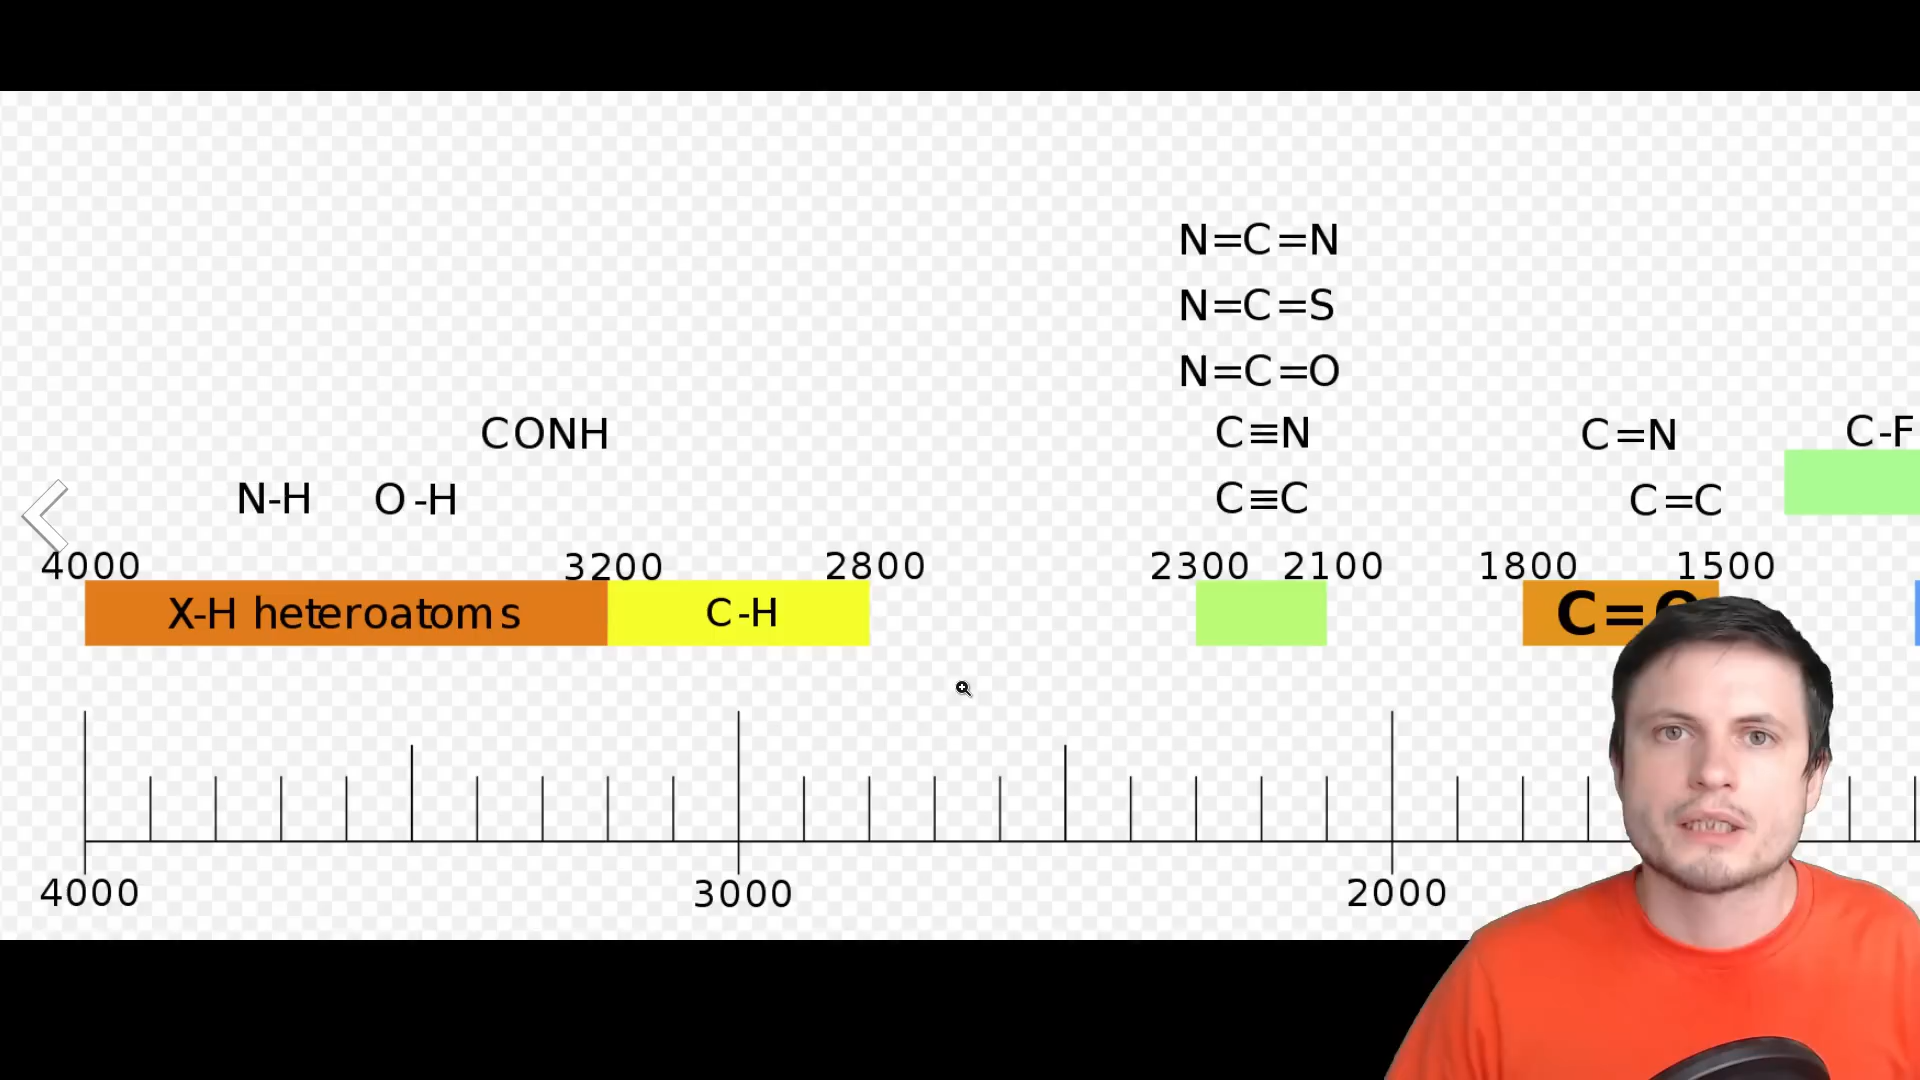 N=C=N
N=C=S
N=C=O
CONH C≡N C=N C-F
N-H O-H C≡C C=C
4000 3200 2800 2300 2100 1800 1500
X-H heteroatoms C-H C=O
4000 3000 2000